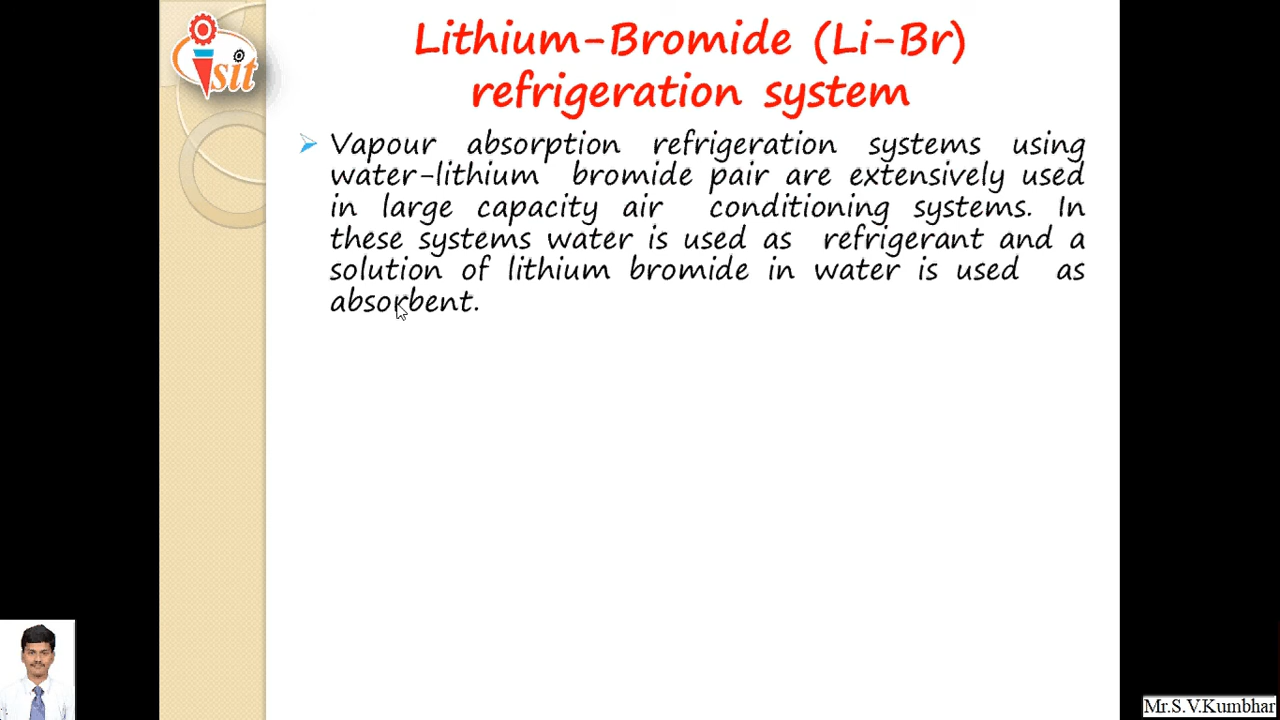 Lithium-Bromide (Li-Br)
refrigeration system
Vapour absorption refrigeration systems using
water-lithium bromide pair are extensively used
in large capacity air conditioning systems. In
these systems water is used as refrigerant and a
solution of lithium bromide in water is used as
absorbent.
sit
Mr.S.V.Kumbhar